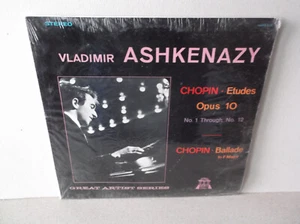 STEREO
VLADIMIR ASHKENAZY
CHOPIN - Etudes
Opus 10
No. 1 Through No. 12
CHOPIN - Ballade
GREAT ARTIST SERIES